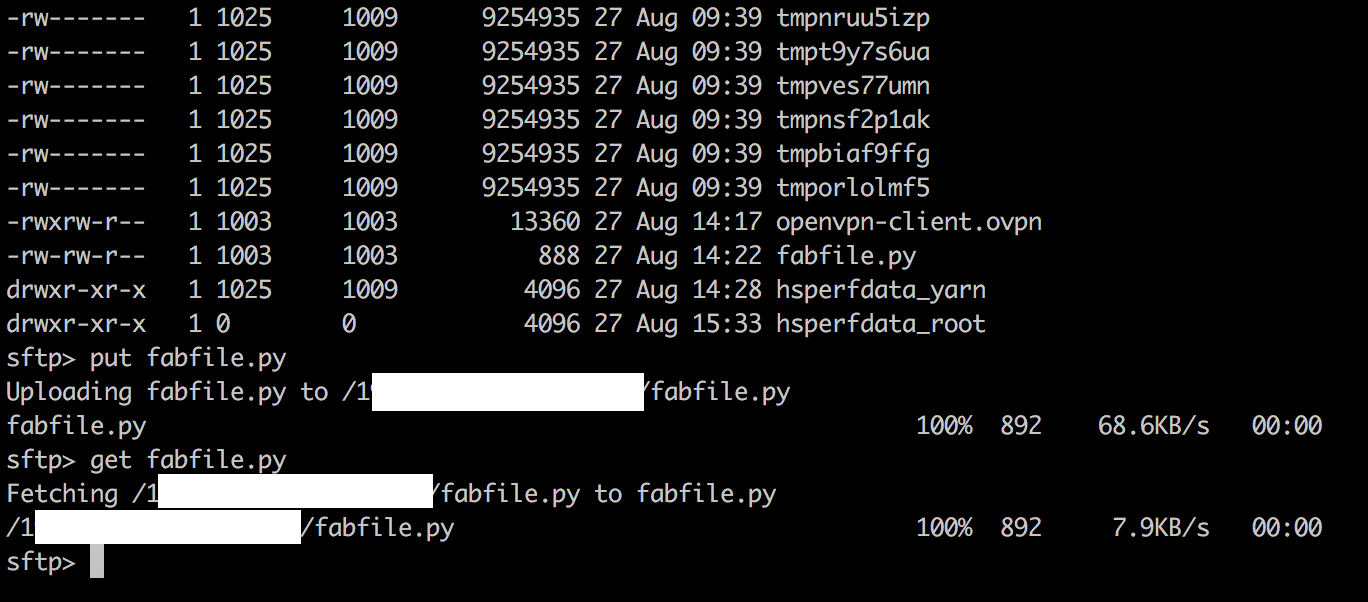 -rw------- 1 1025 1009 9254935 27 Aug 09:39 tmpnruu5izp
-rw------- 1 1025 1009 9254935 27 Aug 09:39 tmpt9y7s6ua
-rw------- 1 1025 1009 9254935 27 Aug 09:39 tmpves77umn
-rw------- 1 1025 1009 9254935 27 Aug 09:39 tmpnsf2p1ak
-rw------- 1 1025 1009 9254935 27 Aug 09:39 tmpbiaf9ffg
-rw------- 1 1025 1009 9254935 27 Aug 09:39 tmporlolmf5
-rwxrw-r-- 1 1003 1003 13360 27 Aug 14:17 openvpn-client.ovpn
-rw-rw-r-- 1 1003 1003 888 27 Aug 14:22 fabfile.py
drwxr-xr-x 1 1025 1009 4096 27 Aug 14:28 hsperfdata_yarn
drwxr-xr-x 1 0 0 4096 27 Aug 15:33 hsperfdata_root
sftp> put fabfile.py
Uploading fabfile.py to /1 /fabfile.py
fabfile.py 100% 892 68.6KB/s 00:00
sftp> get fabfile.py
Fetching /1 /fabfile.py to fabfile.py
/1 /fabfile.py 100% 892 7.9KB/s 00:00
sftp>